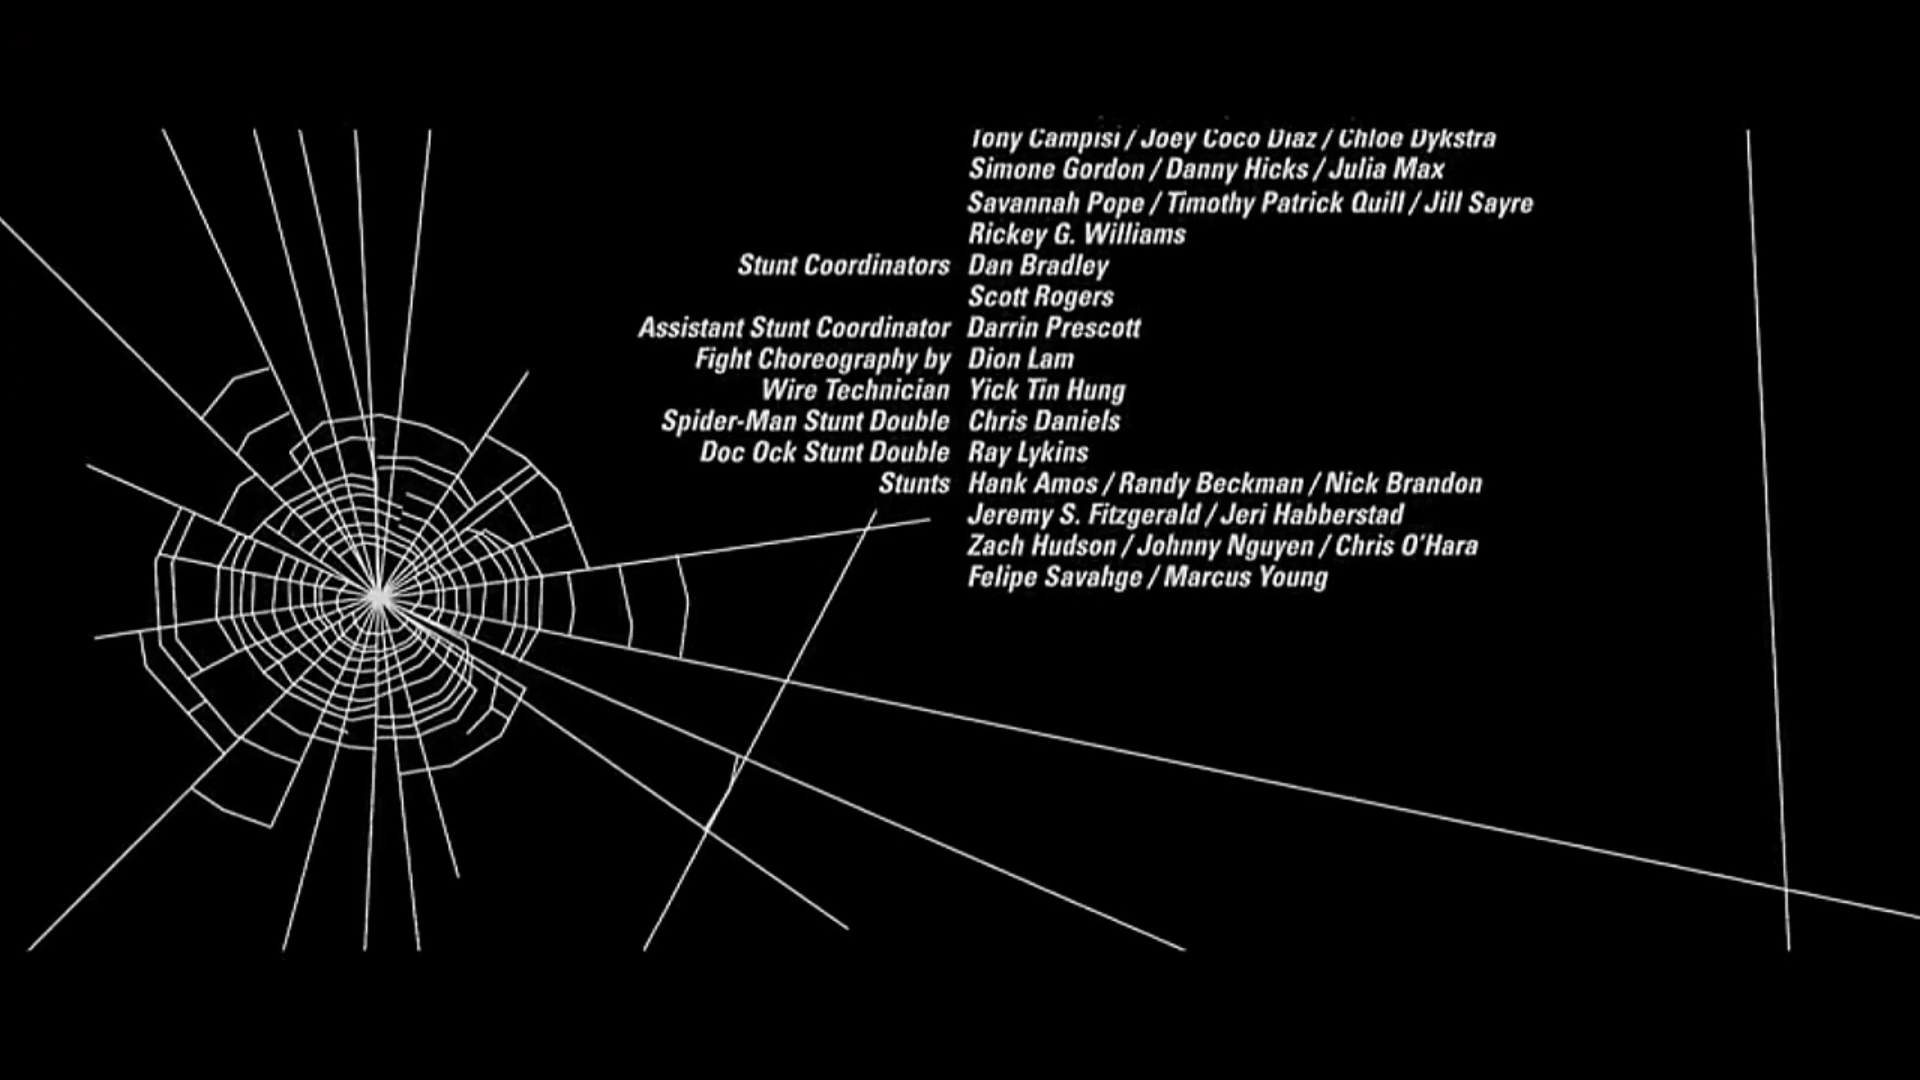 Tony Campisi / Joey Coco Diaz / Chloe Dykstra
Simone Gordon / Danny Hicks / Julia Max
Savannah Pope / Timothy Patrick Quill / Jill Sayre
Rickey G. Williams
Stunt Coordinators Dan Bradley
Scott Rogers
Assistant Stunt Coordinator Darrin Prescott
Fight Choreography by Dion Lam
Wire Technician Yick Tin Hung
Spider-Man Stunt Double Chris Daniels
Doc Ock Stunt Double Ray Lykins
Stunts Hank Amos / Randy Beckman / Nick Brandon
Jeremy S. Fitzgerald / Jeri Habberstad
Zach Hudson / Johnny Nguyen / Chris O'Hara
Felipe Savahge / Marcus Young